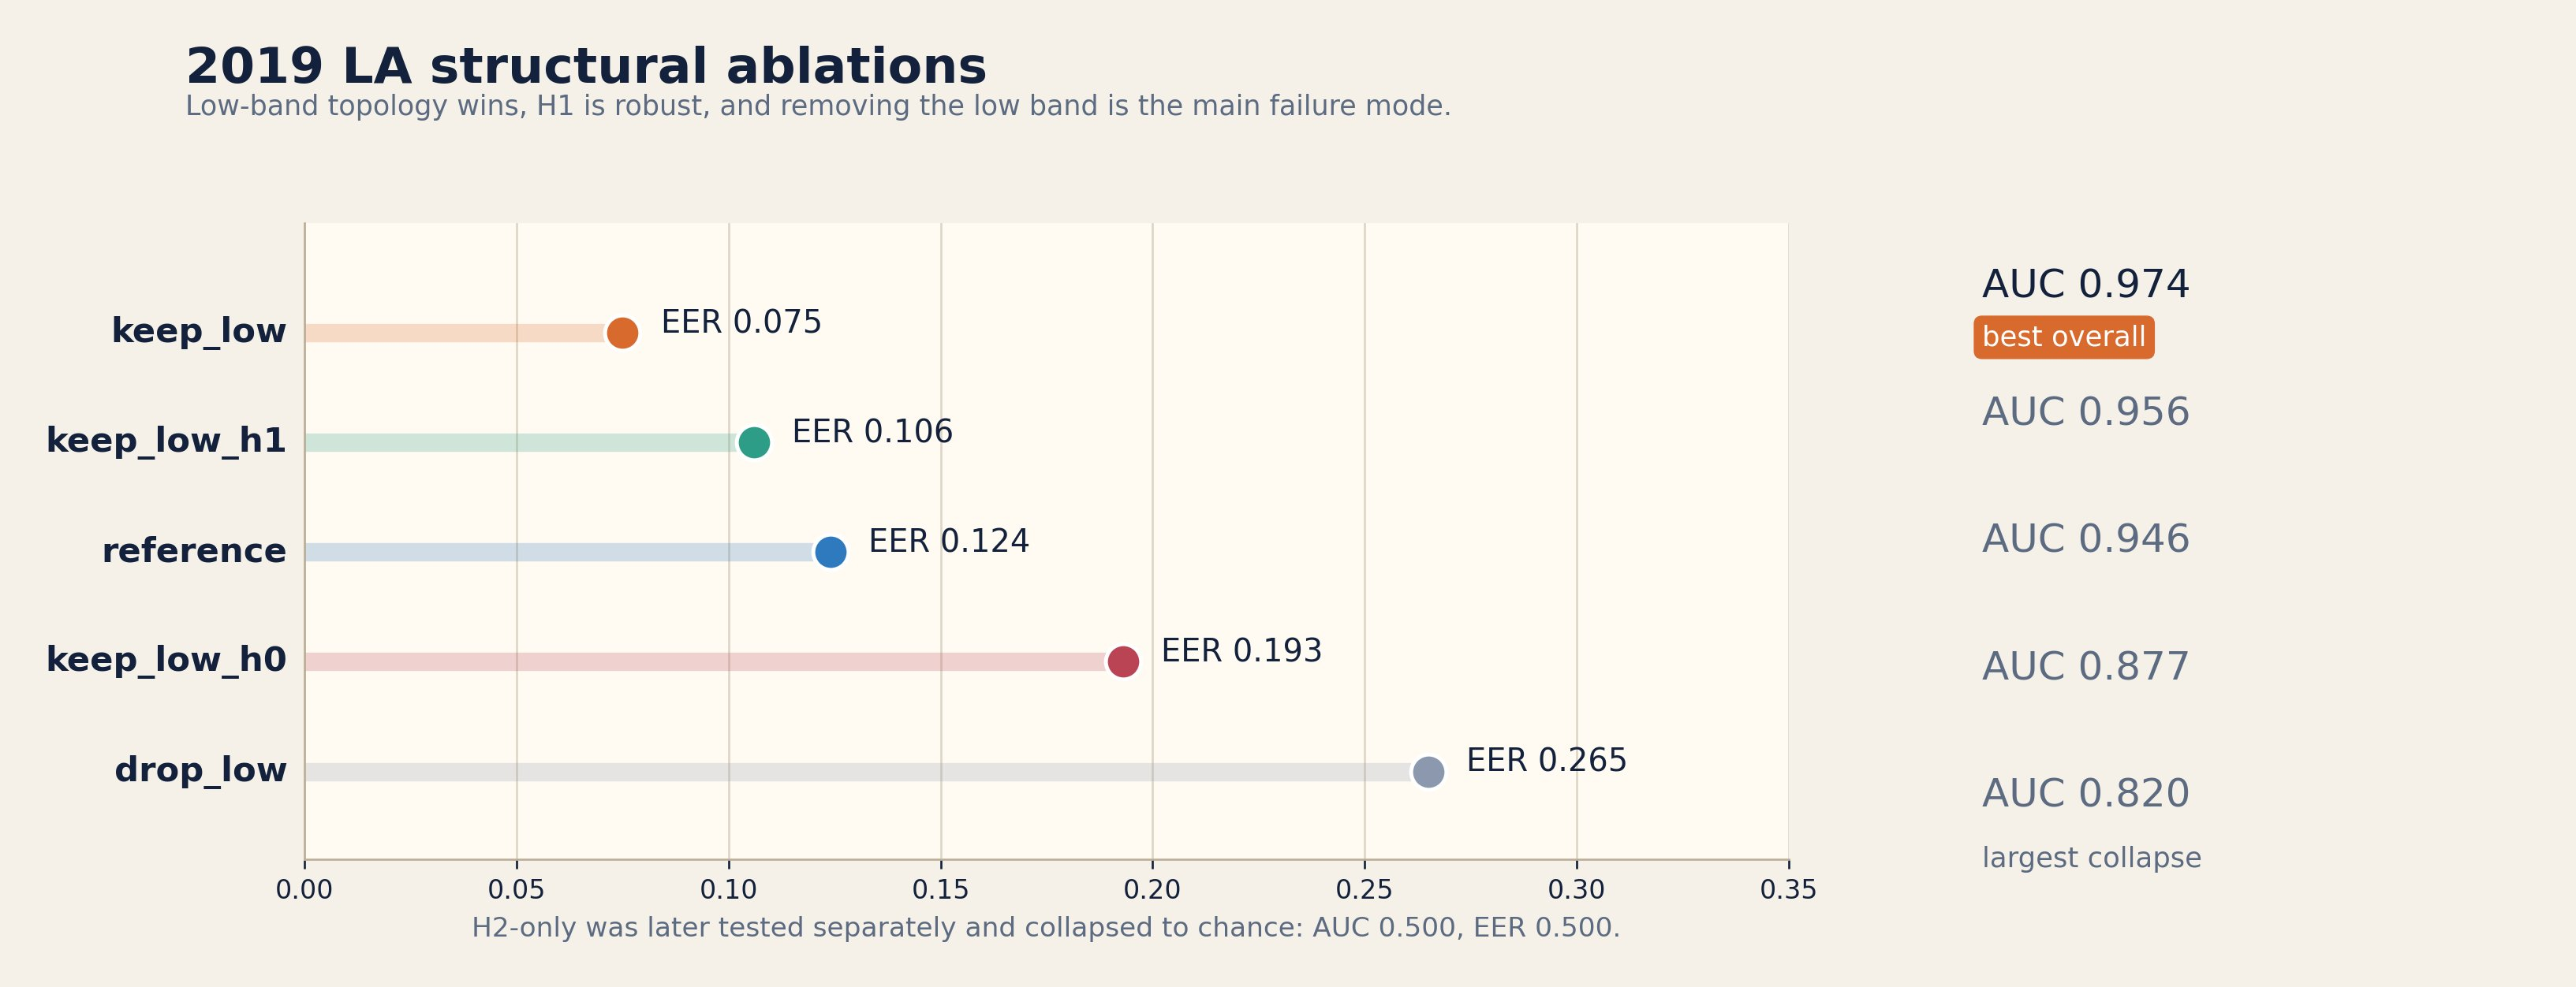 2019 LA structural ablations
Low-band topology wins, H1 is robust, and removing the low band is the main failure mode.
keep_low
EER 0.075
AUC 0.974
best overall
keep_low_h1
EER 0.106
AUC 0.956
reference
EER 0.124
AUC 0.946
keep_low_h0
EER 0.193
AUC 0.877
drop_low
EER 0.265
AUC 0.820
largest collapse
0.00 0.05 0.10 0.15 0.20 0.25 0.30 0.35
H2-only was later tested separately and collapsed to chance: AUC 0.500, EER 0.500.